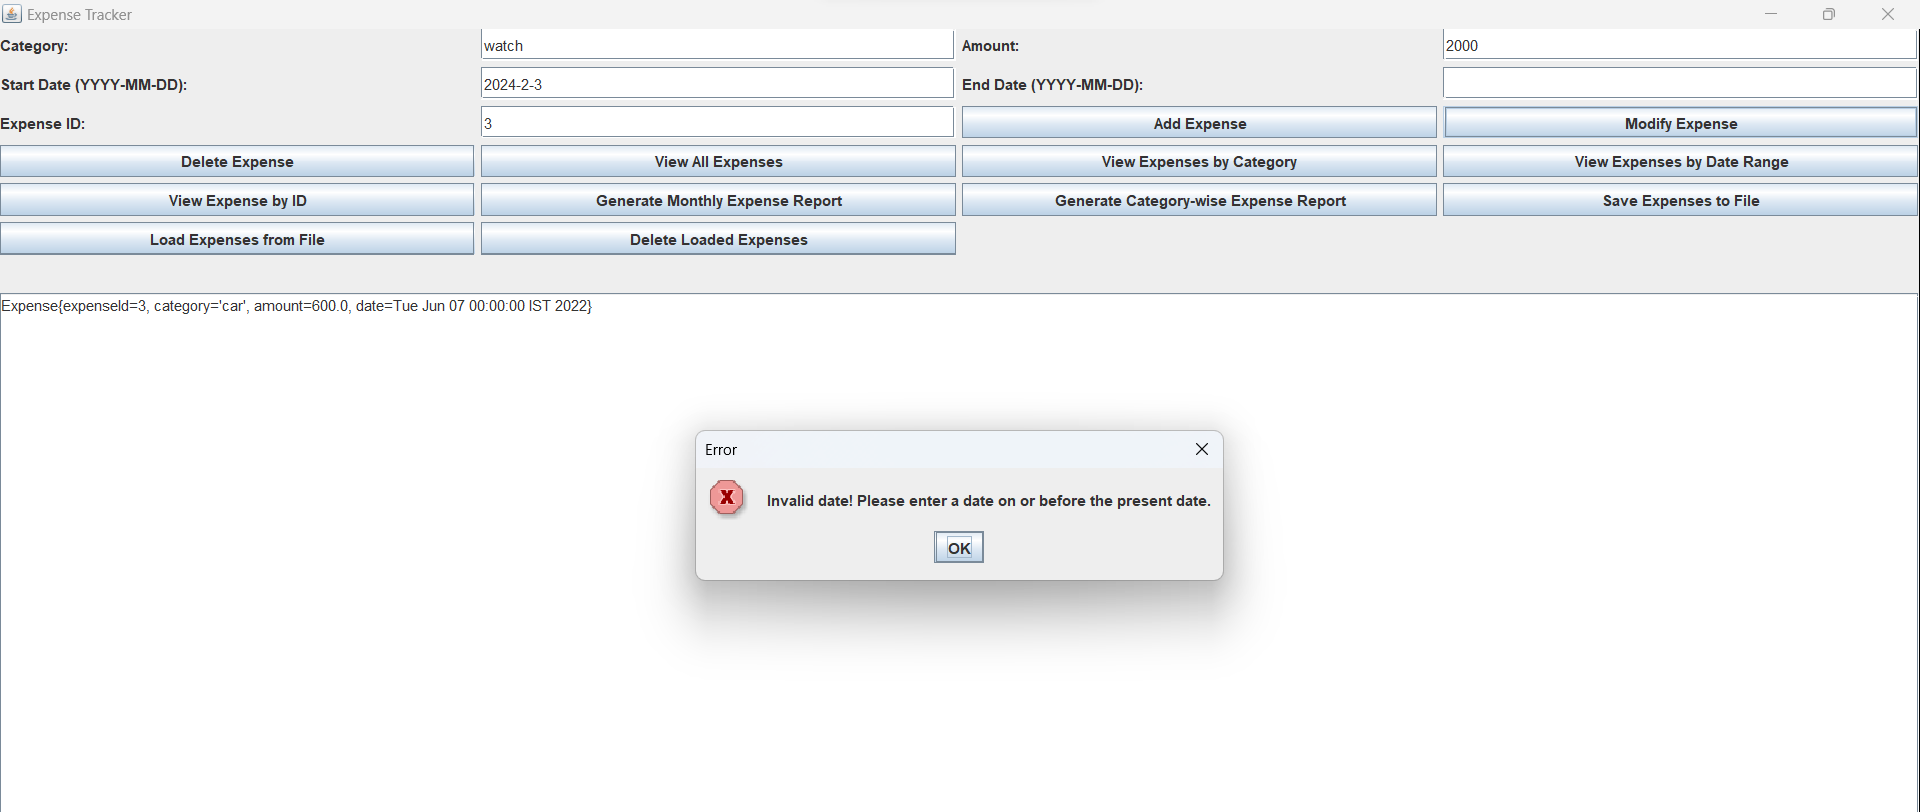 Expense Tracker
Category: watch Amount: 2000
Start Date (YYYY-MM-DD): 2024-2-3 End Date (YYYY-MM-DD):
Expense ID: 3 Add Expense Modify Expense
Delete Expense View All Expenses View Expenses by Category View Expenses by Date Range
View Expense by ID Generate Monthly Expense Report Generate Category-wise Expense Report Save Expenses to File
Load Expenses from File Delete Loaded Expenses
Expense{expenseId=3, category='car', amount=600.0, date=Tue Jun 07 00:00:00 IST 2022}
Error
X Invalid date! Please enter a date on or before the present date.
OK